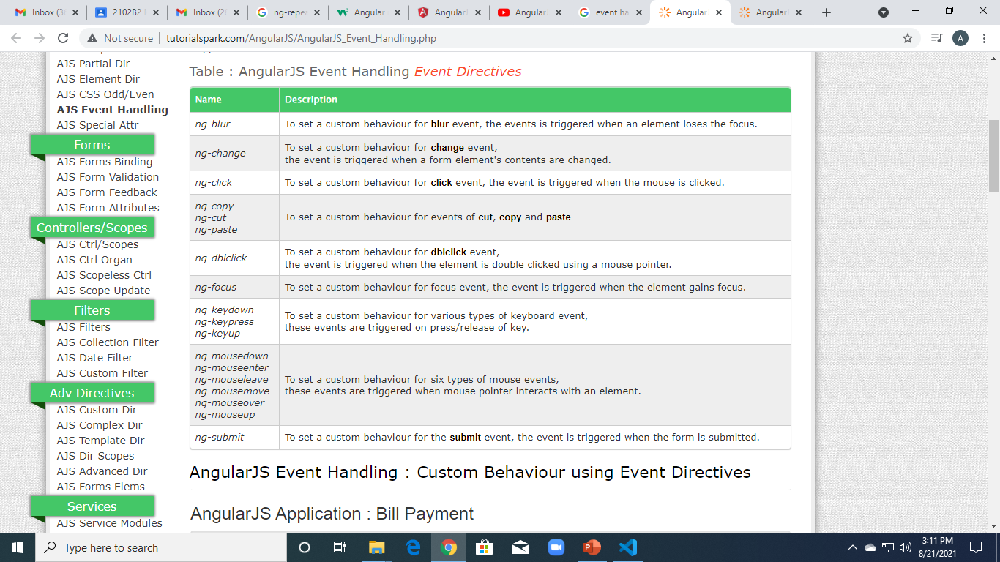 Inbox (3
2102B2
Inbox (2
ng-repe
Angular
Angular
Angular
event ha
Angular
Angular
Not secure
tutorialspark.com/AngularJS/AngularJS_Event_Handling.php
A
AJS Partial Dir
AJS Element Dir
AJS CSS Odd/Even
AJS Event Handling
AJS Special Attr
Forms
AJS Forms Binding
AJS Form Validation
AJS Form Feedback
AJS Form Attributes
Controllers/Scopes
AJS Ctrl/Scopes
AJS Ctrl Organ
AJS Scopeless Ctrl
AJS Scope Update
Filters
AJS Filters
AJS Collection Filter
AJS Date Filter
AJS Custom Filter
Adv Directives
AJS Custom Dir
AJS Complex Dir
AJS Template Dir
AJS Dir Scopes
AJS Advanced Dir
AJS Forms Elems
Services
AJS Service Modules
Table : AngularJS Event Handling Event Directives
Name Description
ng-blur To set a custom behaviour for blur event, the events is triggered when an element loses the focus.
ng-change
To set a custom behaviour for change event,
the event is triggered when a form element's contents are changed.
ng-click To set a custom behaviour for click event, the event is triggered when the mouse is clicked.
ng-copy
ng-cut
ng-paste
To set a custom behaviour for events of cut, copy and paste
ng-dblclick
To set a custom behaviour for dblclick event,
the event is triggered when the element is double clicked using a mouse pointer.
ng-focus To set a custom behaviour for focus event, the event is triggered when the element gains focus.
ng-keydown
ng-keypress
ng-keyup
To set a custom behaviour for various types of keyboard event,
these events are triggered on press/release of key.
ng-mousedown
ng-mouseenter
ng-mouseleave
ng-mousemove
ng-mouseover
ng-mouseup
To set a custom behaviour for six types of mouse events,
these events are triggered when mouse pointer interacts with an element.
ng-submit To set a custom behaviour for the submit event, the event is triggered when the form is submitted.
AngularJS Event Handling : Custom Behaviour using Event Directives
AngularJS Application : Bill Payment
Type here to search
3:11 PM
8/21/2021